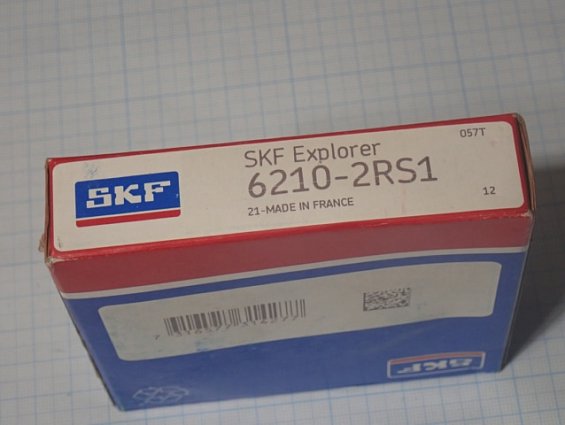 057T
SKF Explorer
SKF
6210-2RS1
12
21-MADE IN FRANCE
SKF